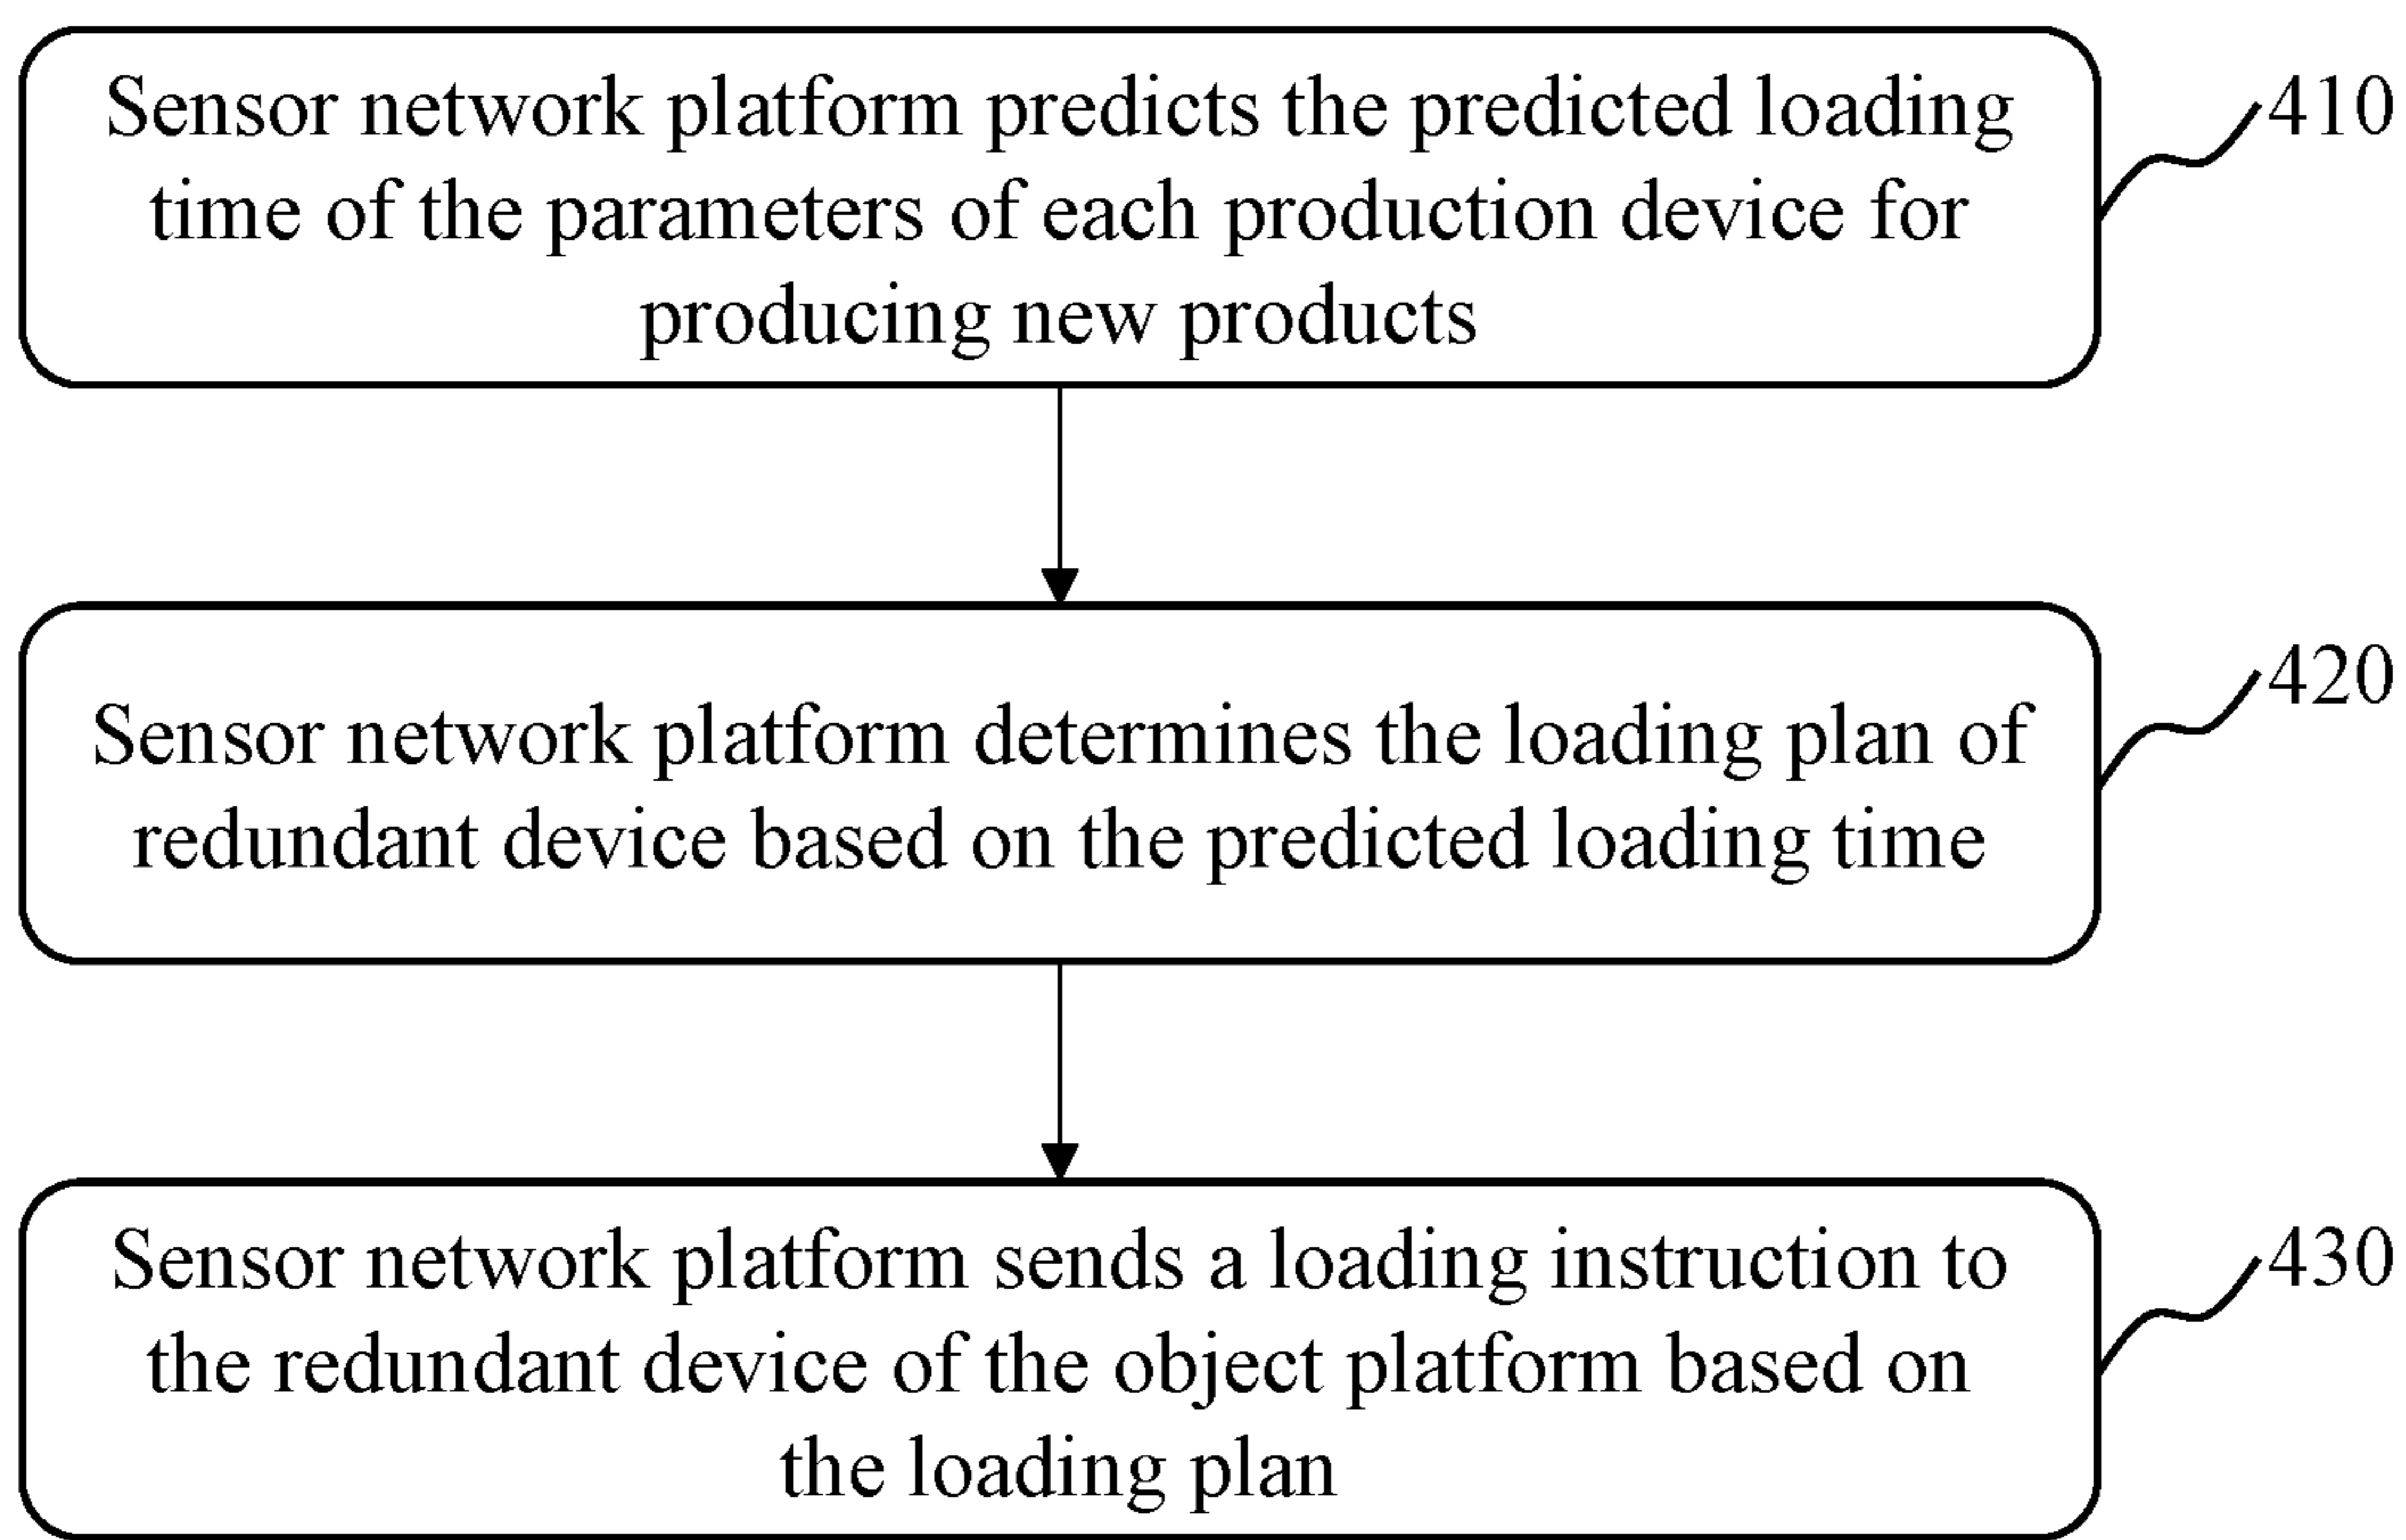 Sensor network platform predicts the predicted loading
time of the parameters of each production device for
producing new products
410
Sensor network platform determines the loading plan of
redundant device based on the predicted loading time
420
Sensor network platform sends a loading instruction to
the redundant device of the object platform based on
the loading plan
430